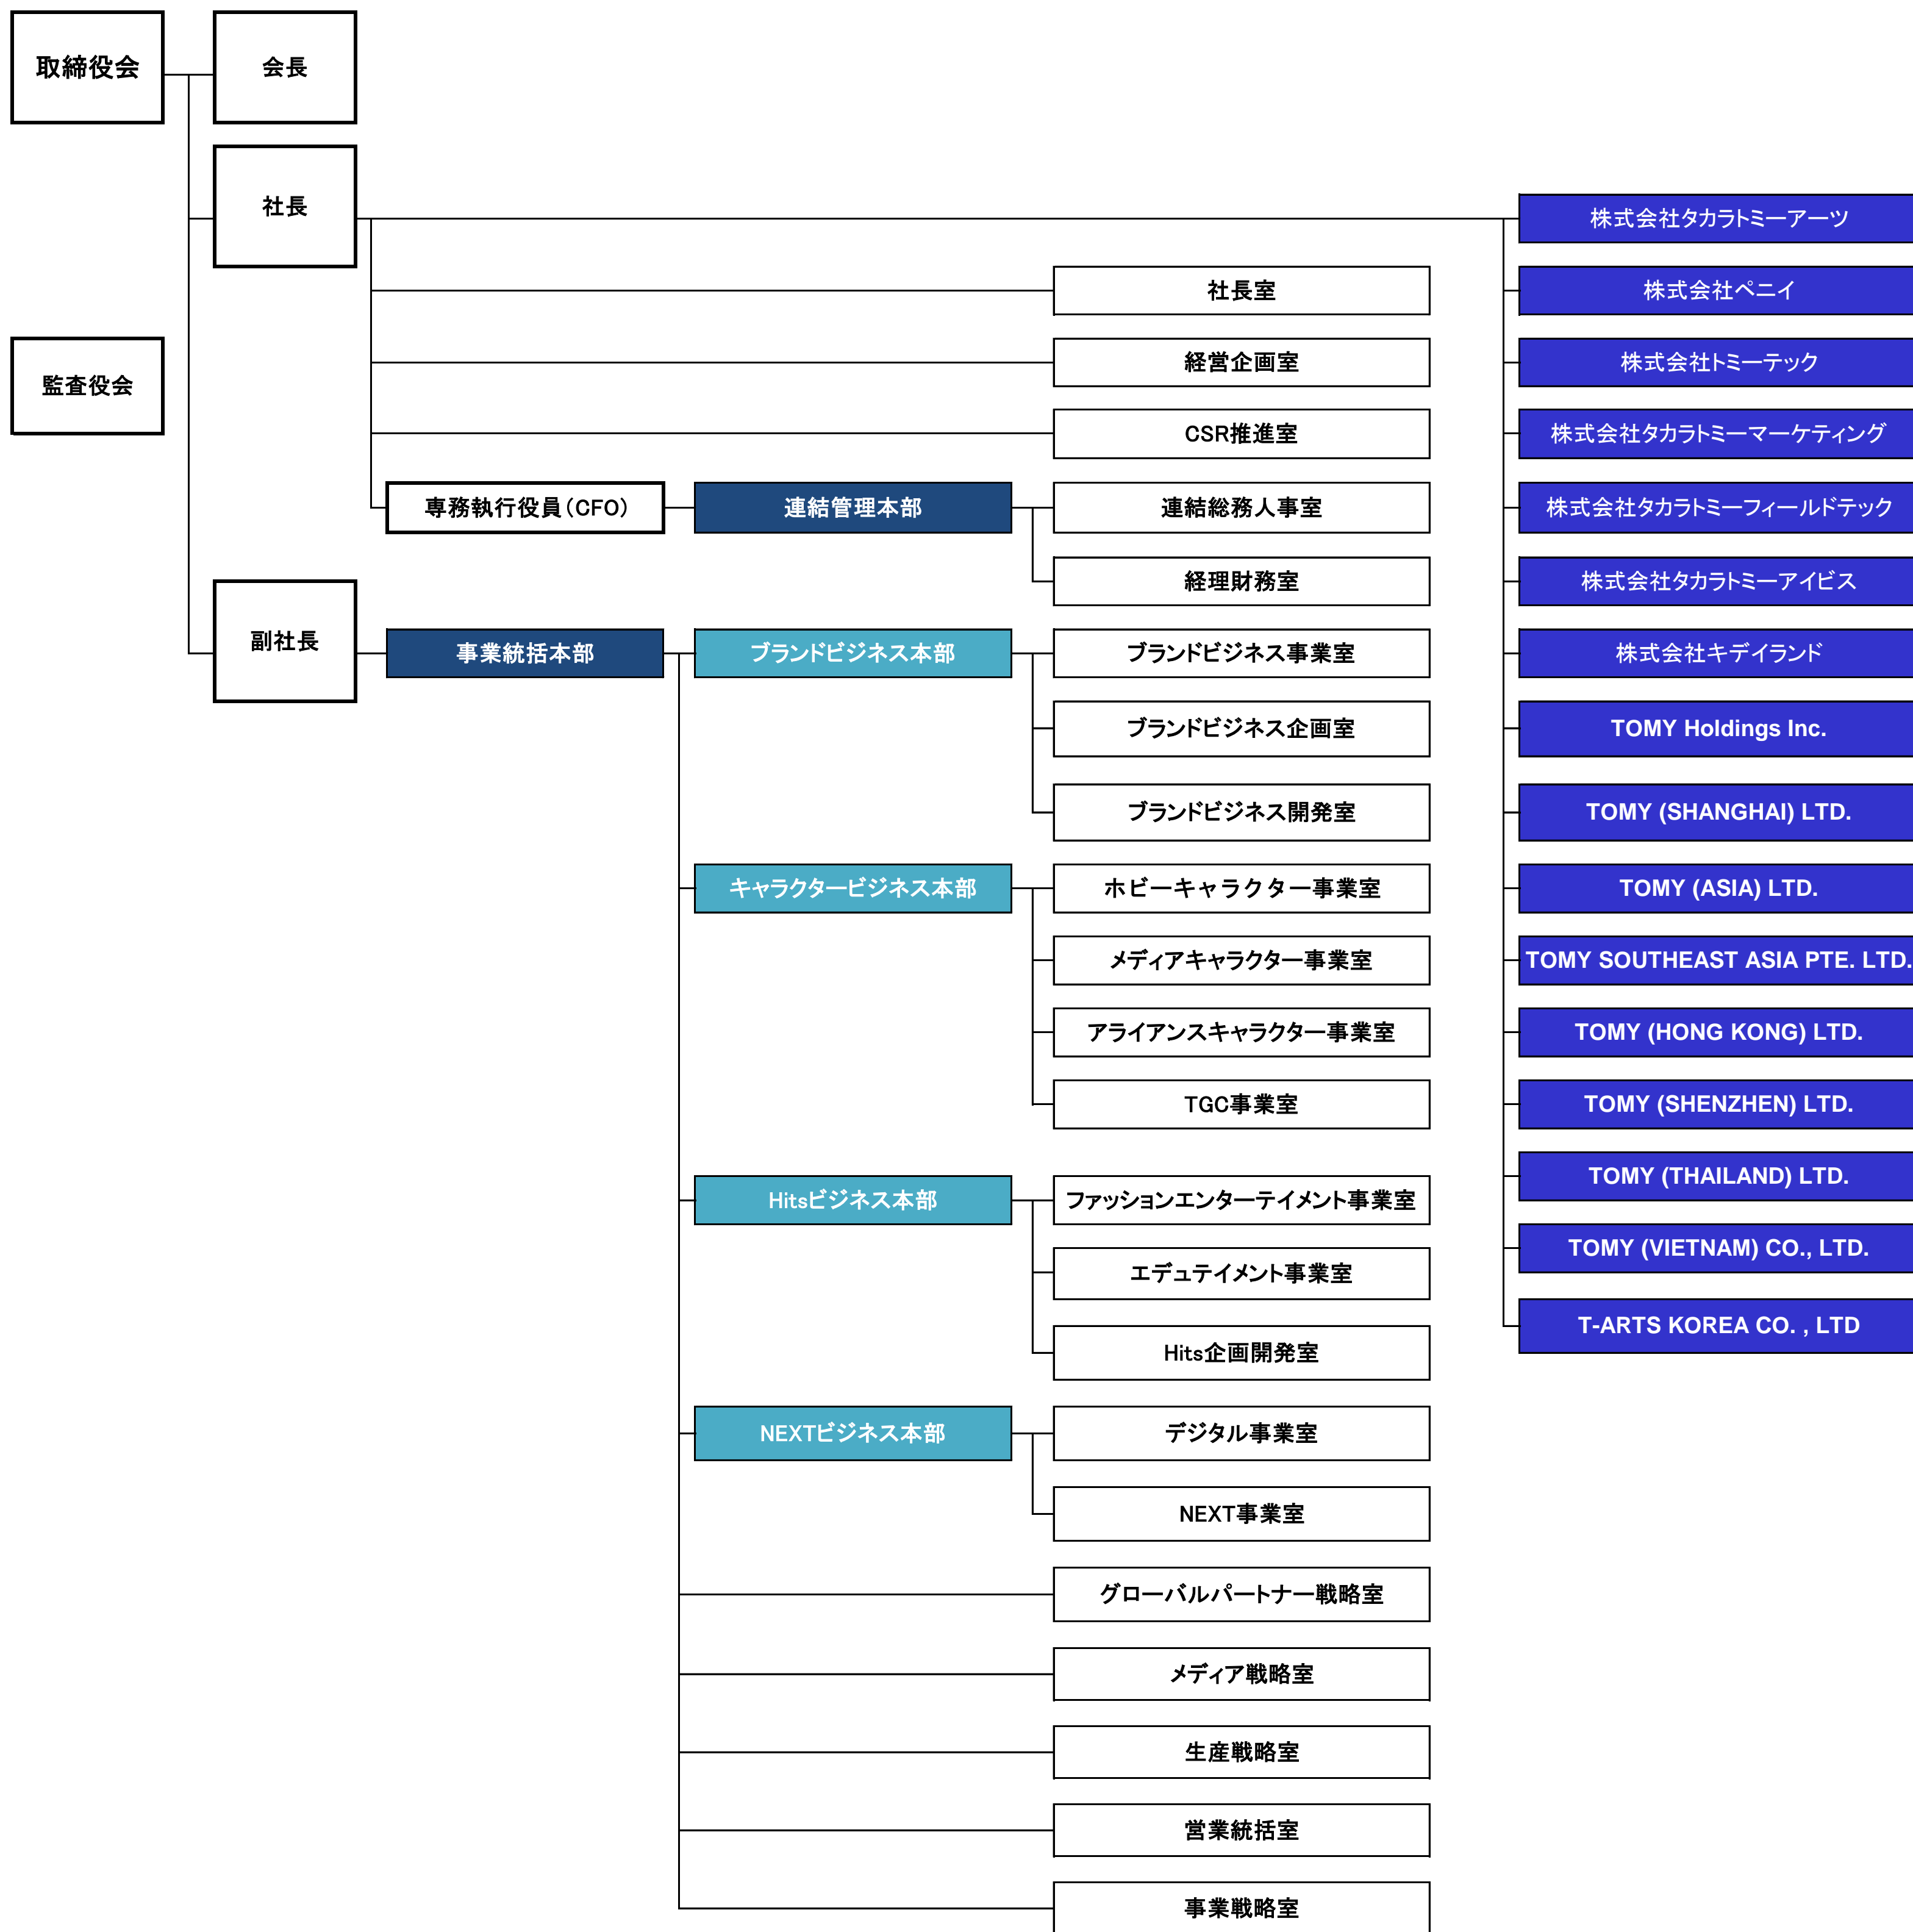 取締役会
会長
社長
株式会社タカラトミーアーツ
社長室
株式会社ペニイ
経営企画室
株式会社トミーテック
監査役会
CSR推進室
株式会社タカラトミーマーケティング
専務執行役員(CFO)
連結管理本部
連結総務人事室
株式会社タカラトミーフィールドテック
経理財務室
株式会社タカラトミーアイビス
副社長
事業統括本部
ブランドビジネス本部
ブランドビジネス事業室
株式会社キデイランド
ブランドビジネス企画室
TOMY Holdings Inc.
ブランドビジネス開発室
TOMY (SHANGHAI) LTD.
キャラクタービジネス本部
ホビーキャラクター事業室
TOMY (ASIA) LTD.
メディアキャラクター事業室
TOMY SOUTHEAST ASIA PTE. LTD.
アライアンスキャラクター事業室
TOMY (HONG KONG) LTD.
TGC事業室
TOMY (SHENZHEN) LTD.
TOMY (THAILAND) LTD.
Hitsビジネス本部
ファッションエンターテイメント事業室
TOMY (VIETNAM) CO., LTD.
エデュテイメント事業室
T-ARTS KOREA CO. , LTD
Hits企画開発室
NEXTビジネス本部
デジタル事業室
NEXT事業室
グローバルパートナー戦略室
メディア戦略室
生産戦略室
営業統括室
事業戦略室